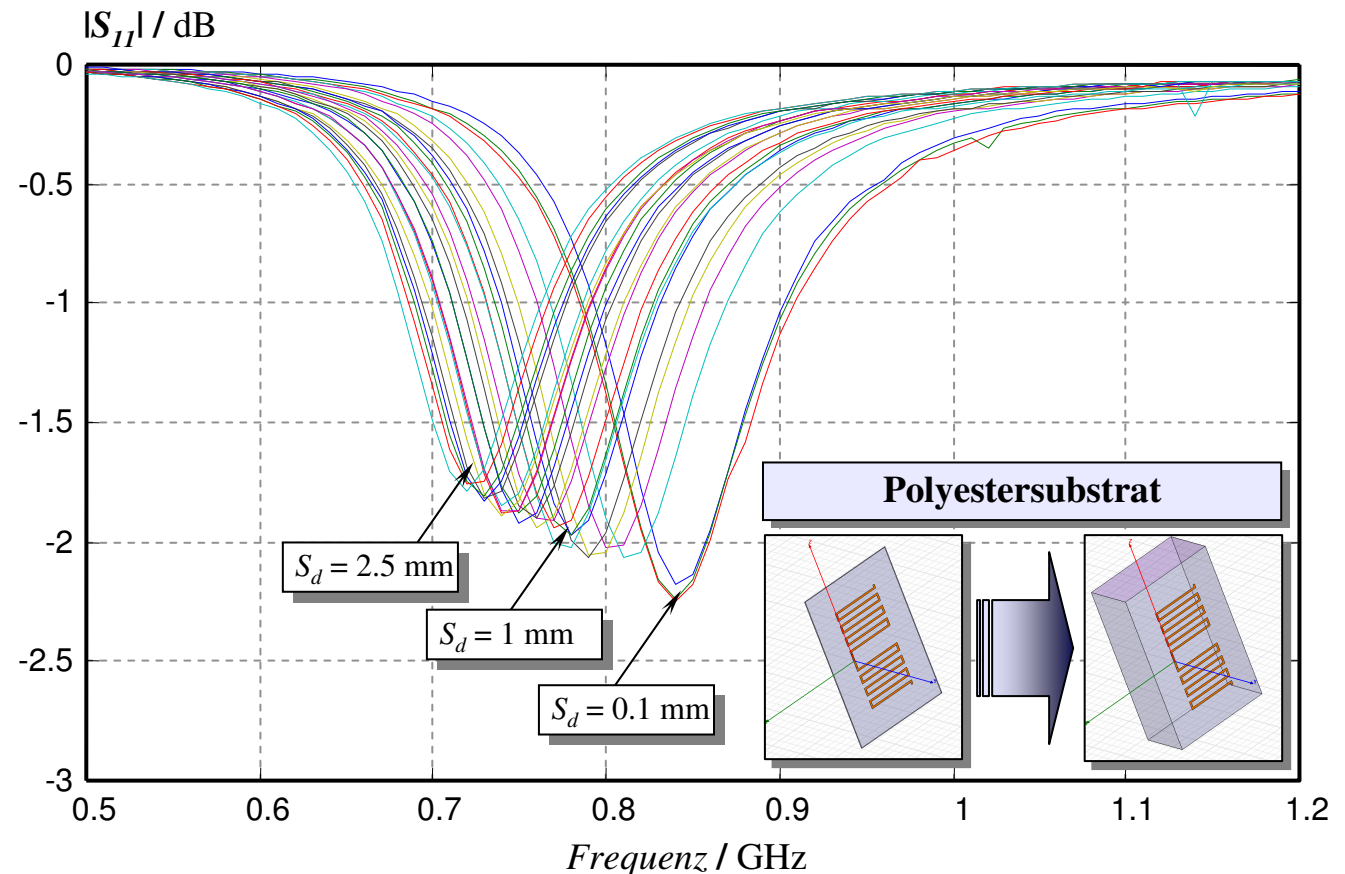 |S11| / dB
0
-0.5
-1
-1.5
-2
-2.5
-3
0.5 0.6 0.7 0.8 0.9 1 1.1 1.2
Frequenz / GHz
Sd = 2.5 mm
Sd = 1 mm
Sd = 0.1 mm
Polyestersubstrat